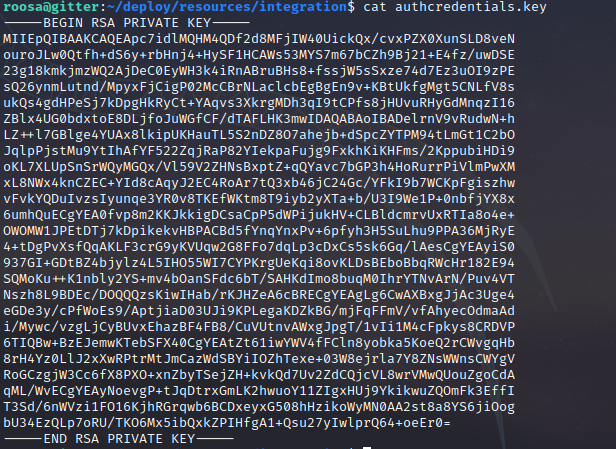 roosa@gitter:~/deploy/resources/integration$ cat authcredentials.key
-----BEGIN RSA PRIVATE KEY-----
MIIEpQIBAAKCAQEApc7idlMQHM4QDf2d8MFjIW40UickQx/cvxPZX0XunSLD8veN
ouroJLw0Qtfh+dS6y+rbHnj4+HySF1HCAWs53MYS7m67bCZh9Bj21+E4fz/uwDSE
23g18kmkjmzWQ2AjDeC0EyWH3k4iRnABruBHs8+fssjW5sSxze74d7Ez3uOI9zPE
sQ26ynmLutnd/MpyxFjCigP02McCBrNLaclcbEgBgEn9v+KBtUkfgMgt5CNLfV8s
ukQs4gdHPeSj7kDpgHkRyCt+YAqvs3XkrgMDh3qI9tCPfs8jHUvuRHyGdMnqzI16
ZBlx4UG0bdxtoE8DLjfoJuWGfCF/dTAFLHK3mwIDAQABAoIBADelrnV9vRudwN+h
LZ++l7GBlge4YUAx8lkipUKHauTL5S2nDZ8O7ahejb+dSpcZYTPM94tLmGt1C2bO
JqlpPjstMu9YtIhAfYF522ZqjRaP82YIekpaFujg9FxkhKiKHFms/2KppubiHDi9
oKL7XLUpSnSrWQyMGQx/Vl59V2ZHNsBxptZ+qQYavc7bGP3h4HoRurrPiVlmPwXM
xL8NWx4knCZEC+YId8cAqyJ2EC4RoAr7tQ3xb46jC24Gc/YFkI9b7WCKpFgiszhw
vFvkYQDuIvzsIyunqe3YR0v8TKEfWKtm8T9iyb2yXTa+b/U3I9We1P+0nbfjYX8x
6umhQuECgYEA0fvp8m2KKJkkigDCsaCpP5dWPijukHV+CLBldcmrvUxRTIa8o4e+
OWOMW1JPEtDTj7kDpikekvHBPACBd5fYnqYnxPv+6pfyh3H5SuLhu9PPA36MjRyE
4+tDgPvXsfQqAKLF3crG9yKVUqw2G8FFo7dqLp3cDxCs5sk6Gq/lAesCgYEAyiS0
937GI+GDtBZ4bjylz4L5IHO55WI7CYPKrgUeKqi8ovKLDsBEboBbqRWcHr182E94
SQMoKu++K1nbly2YS+mv4bOanSFdc6bT/SAHKdImo8buqM0IhrYTNvArN/Puv4VT
Nszh8L9BDEc/DOQQQzsKiwIHab/rKJHZeA6cBRECgYEAgLg6CwAXBxgJjAc3Uge4
eGDe3y/cPfWoEs9/AptjiaD03UJi9KPLegaKDZkBG/mjFqFFmV/vfAhyecOdmaAd
i/Mywc/vzgLjCyBUvxEhazBF4FB8/CuVUtnvAWxgJpgT/1vIi1M4cFpkys8CRDVP
6TIQBw+BzEJemwKTebSFX40CgYEAtZt61iwYWV4fFCln8yobka5KoeQ2rCWvgqHb
8rH4Yz0LlJ2xXwRPtrMtJmCazWdSBYiIOZhTexe+03W8ejrla7Y8ZNsWWnsCWYgV
RoGCzgjW3Cc6fX8PXO+xnZbyTSejZH+kvkQd7Uv2ZdCQjcVL8wrVMwQUouZgoCdA
qML/WvECgYEAyNoevgP+tJqDtrxGmLK2hwuoY11ZIgxHUj9YkikwuZQOmFk3EffI
T3Sd/6nWVzi1FO16KjhRGrqwb6BCDxeyxG508hHzikoWyMN0AA2st8a8YS6jiOog
bU34EzQLp7oRU/TKO6Mx5ibQxkZPIHfgA1+Qsu27yIwlprQ64+oeEr0=
-----END RSA PRIVATE KEY-----